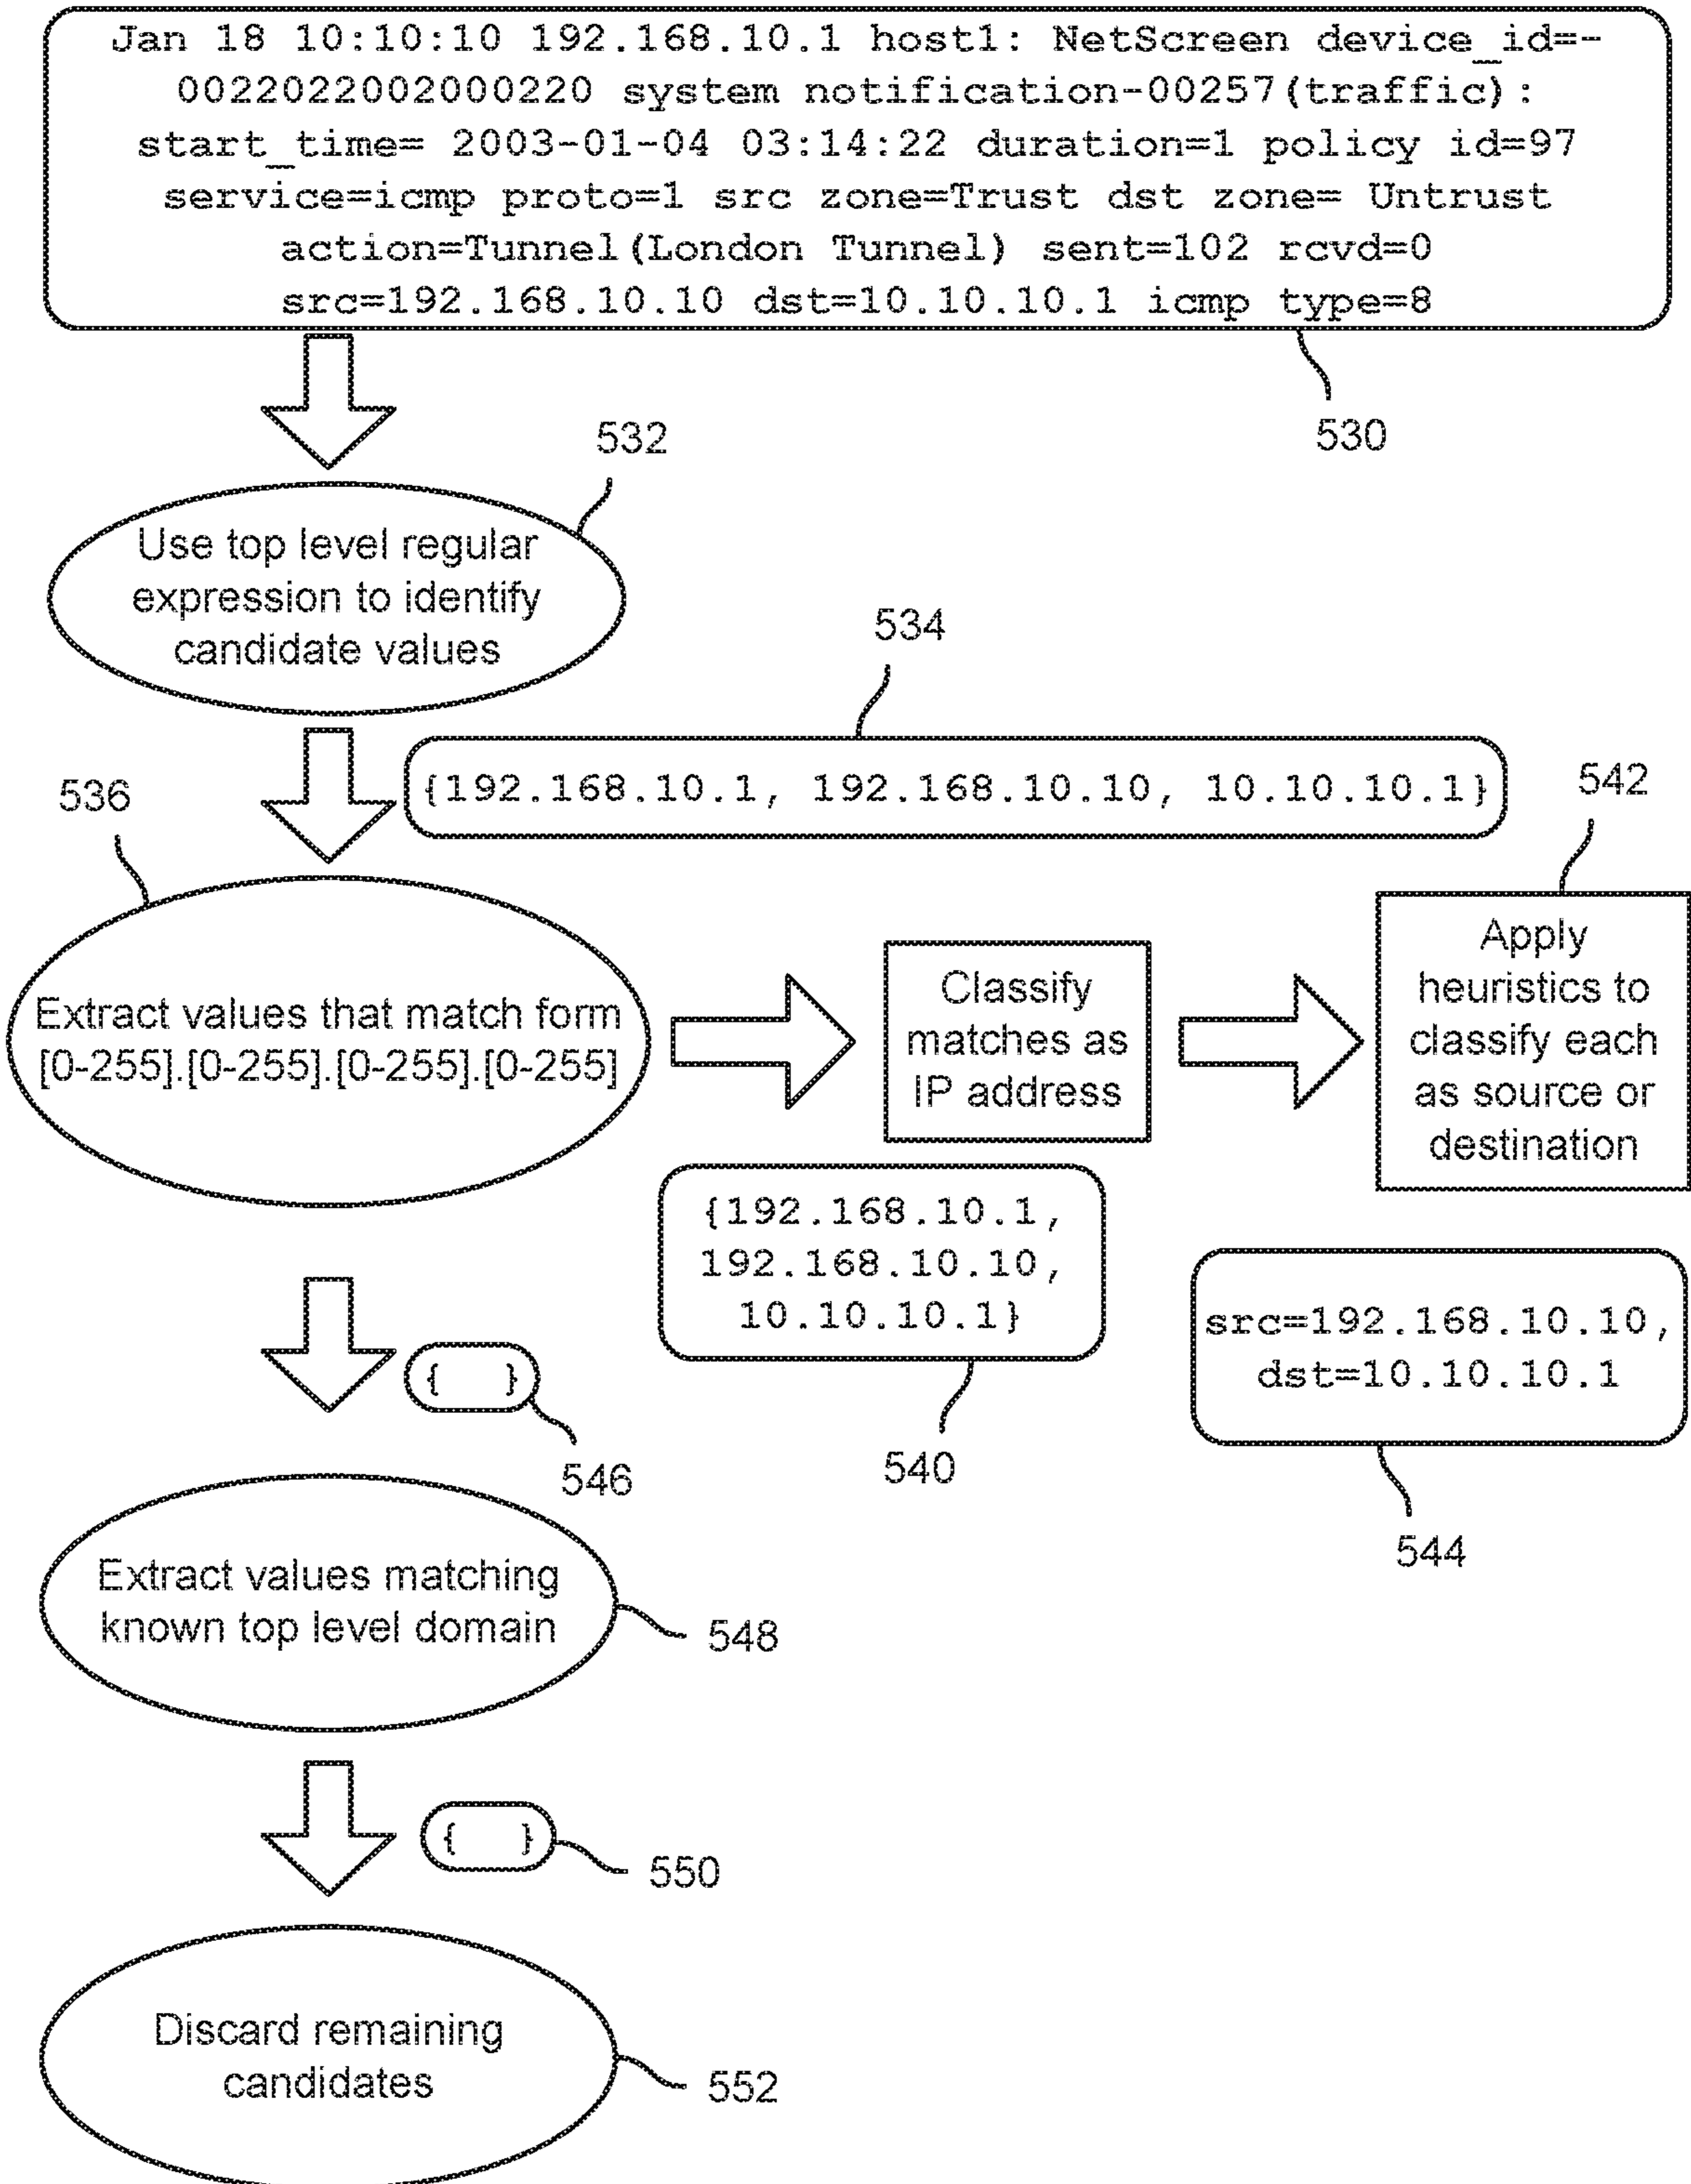 Jan 18 10:10:10 192.168.10.1 host1: NetScreen device_id=-
0022022002000220 system notification-00257(traffic):
start_time= 2003-01-04 03:14:22 duration=1 policy id=97
service=icmp proto=1 src zone=Trust dst zone= Untrust
action=Tunnel(London Tunnel) sent=102 rcvd=0
src=192.168.10.10 dst=10.10.10.1 icmp type=8
530
532
Use top level regular
expression to identify
candidate values
534
{192.168.10.1, 192.168.10.10, 10.10.10.1}
536
542
Extract values that match form
[0-255].[0-255].[0-255].[0-255]
Classify
matches as
IP address
Apply
heuristics to
classify each
as source or
destination
{192.168.10.1,
192.168.10.10,
10.10.10.1}
540
src=192.168.10.10,
dst=10.10.10.1
544
{ }
546
Extract values matching
known top level domain
548
{ }
550
Discard remaining
candidates
552